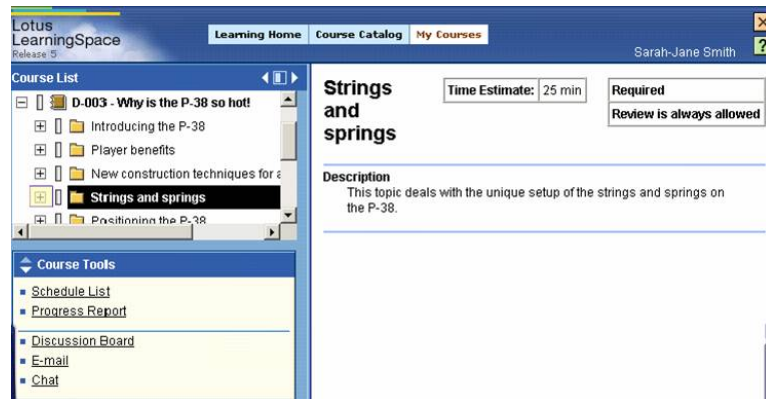 Lotus
LearningSpace
Release 5
Learning Home
Course Catalog
My Courses
Sarah-Jane Smith
?
Course List
D-003 - Why is the P-38 so hot!
Introducing the P-38
Player benefits
New construction techniques for a
Strings and springs
Positioning the P-38
Course Tools
Schedule List
Progress Report
Discussion Board
E-mail
Chat
Strings
and
springs
Time Estimate: 25 min
Required
Review is always allowed
Description
This topic deals with the unique setup of the strings and springs on
the P-38.